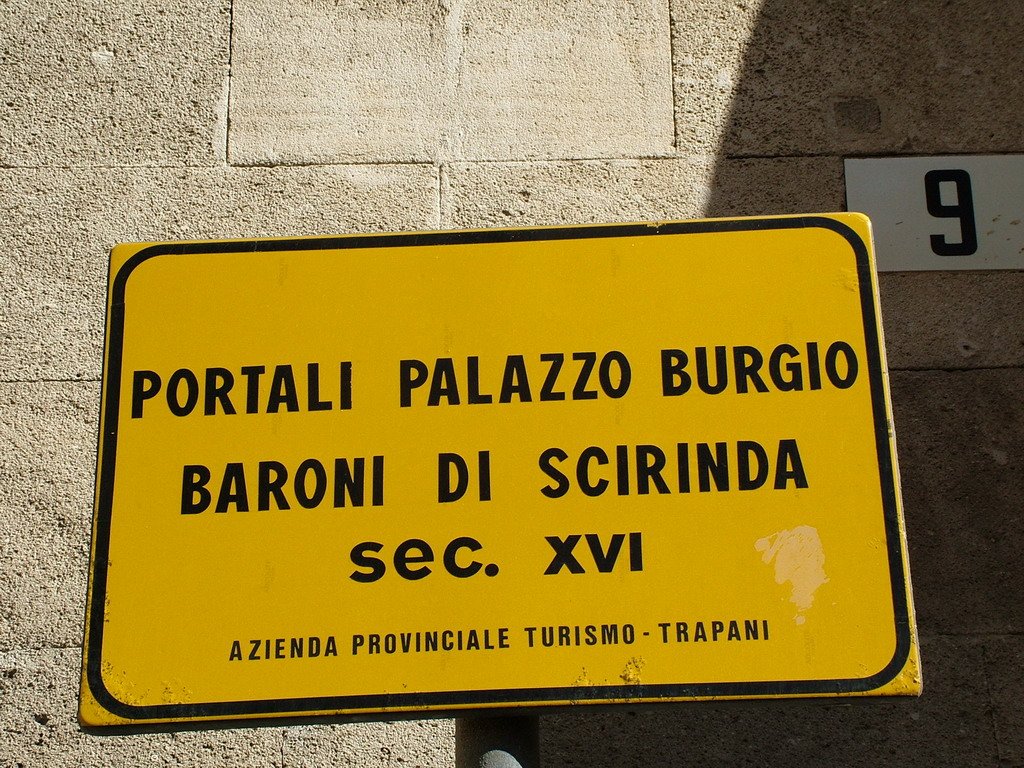 9
PORTALI PALAZZO BURGIO
BARONI DI SCIRINDA
sec. XVI
AZIENDA PROVINCIALE TURISMO - TRAPANI